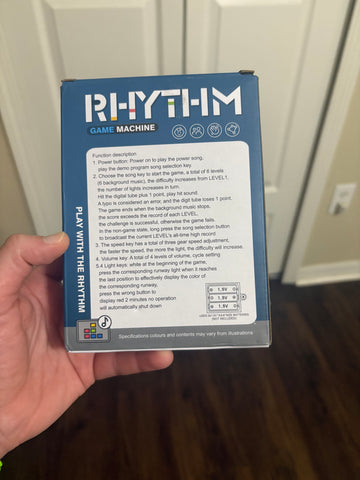 RHYTHM
GAME MACHINE
Function description
1. Power button: Power on to play the power song,
play the demo program song selection key.
2. Choose the song key to start the game, a total of 6 levels
(6 background music), the difficulty increases from LEVEL1,
the number of lights increases in turn.
Hit the digital tube plus 1 point, play hit sound.
A typo is considered an error, and the digital tube loses 1 point.
The game ends when the background music stops.
the score exceeds the record of each LEVEL,
the challenge is successful, otherwise the game fails.
In the non-game state, long press the song selection button
to broadcast the current LEVEL's all-time high record
3. The speed key has a total of three gear speed adjustment,
the faster the speed, the more the light, the difficulty will increase.
4. Volume key: A total of 4 levels of volume, cycle setting
5.4 Light keys: while at the beginning of the game,
press the corresponding runway light when it reaches
the last position to effectively display the color of
the corresponding runway,
press the wrong button to
display red 2 minutes no operation
will automatically shut down
1.5V
1.5V
1.5V
(NOT INCLUDED)
PLAY WITH THE RHYTHM
Specifications colours and contents may vary from illustrations